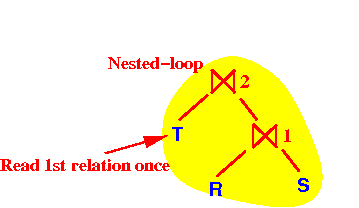 Nested-loop
2
T
1
Read 1st relation once
R
S